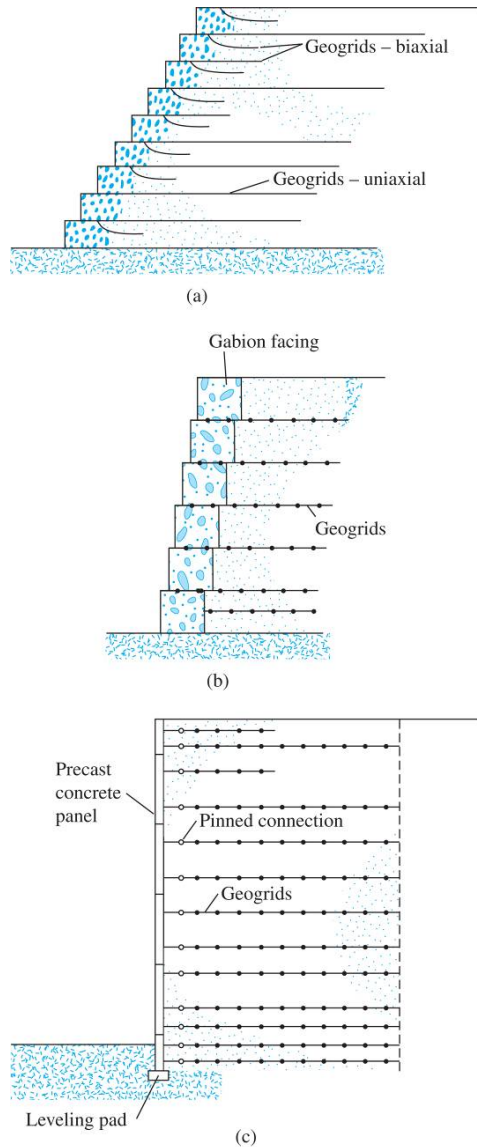 Geogrids – biaxial
Geogrids – uniaxial
(a)
Gabion facing
Geogrids
(b)
Precast
concrete
panel
Pinned connection
Geogrids
Leveling pad
(c)